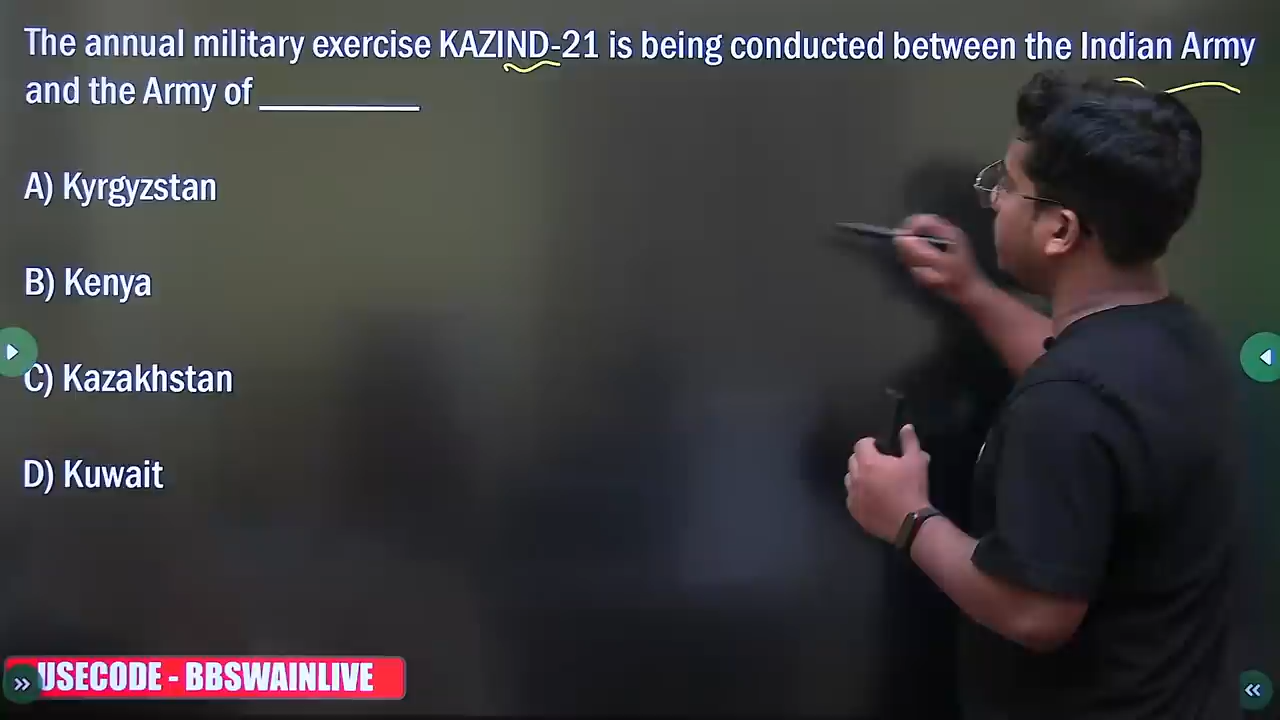 The annual military exercise KAZIND-21 is being conducted between the Indian Army
and the Army of __________
A) Kyrgyzstan
B) Kenya
C) Kazakhstan
D) Kuwait
USECODE - BBSWAINLIVE